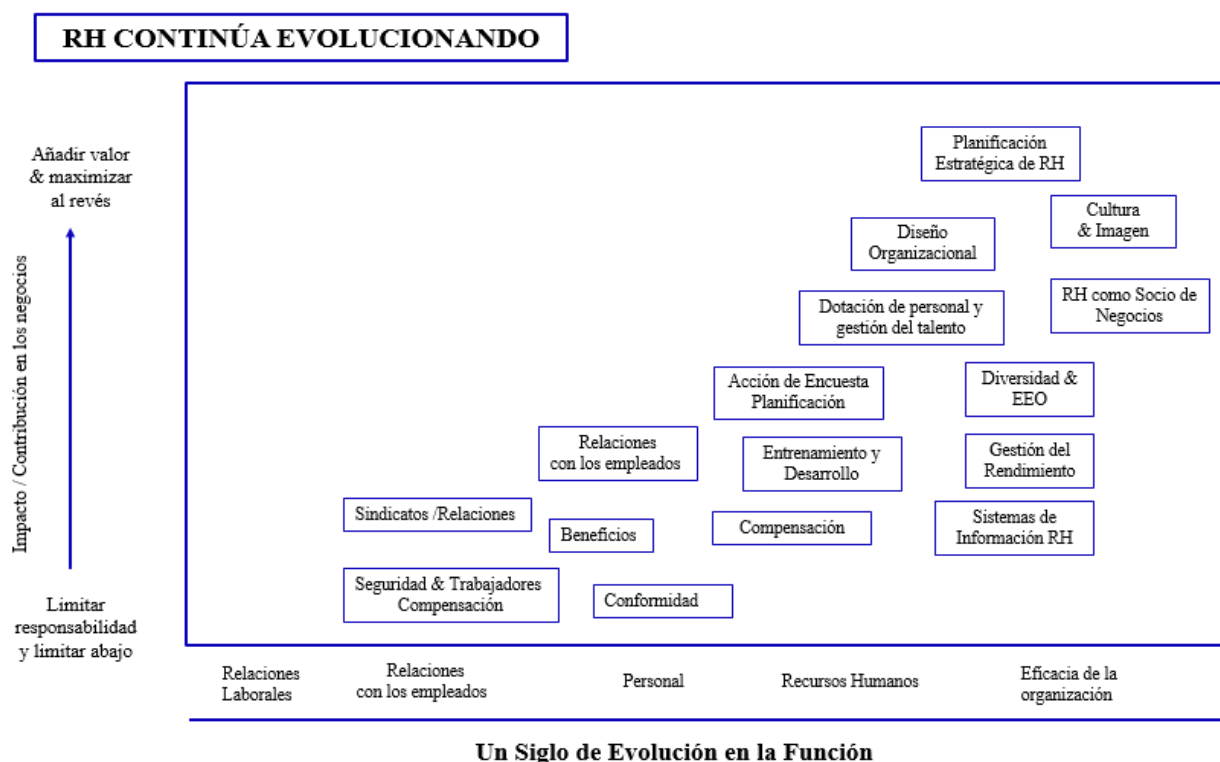 RH CONTINÚA EVOLUCIONANDO
Añadir valor
& maximizar
al revés
Impacto / Contribución en los negocios
Limitar
responsabilidad
y limitar abajo
Planificación
Estratégica de RH
Cultura
& Imagen
Diseño
Organizacional
RH como Socio de
Negocios
Dotación de personal y
gestión del talento
Acción de Encuesta
Planificación
Diversidad &
EEO
Relaciones
con los empleados
Entrenamiento y
Desarrollo
Gestión del
Rendimiento
Sindicatos /Relaciones
Benefícios
Compensación
Sistemas de
Información RH
Seguridad & Trabajadores
Compensación
Conformidad
Relaciones
Laborales
Relaciones
con los empleados
Personal
Recursos Humanos
Eficacia de la
organización
Un Siglo de Evolución en la Función